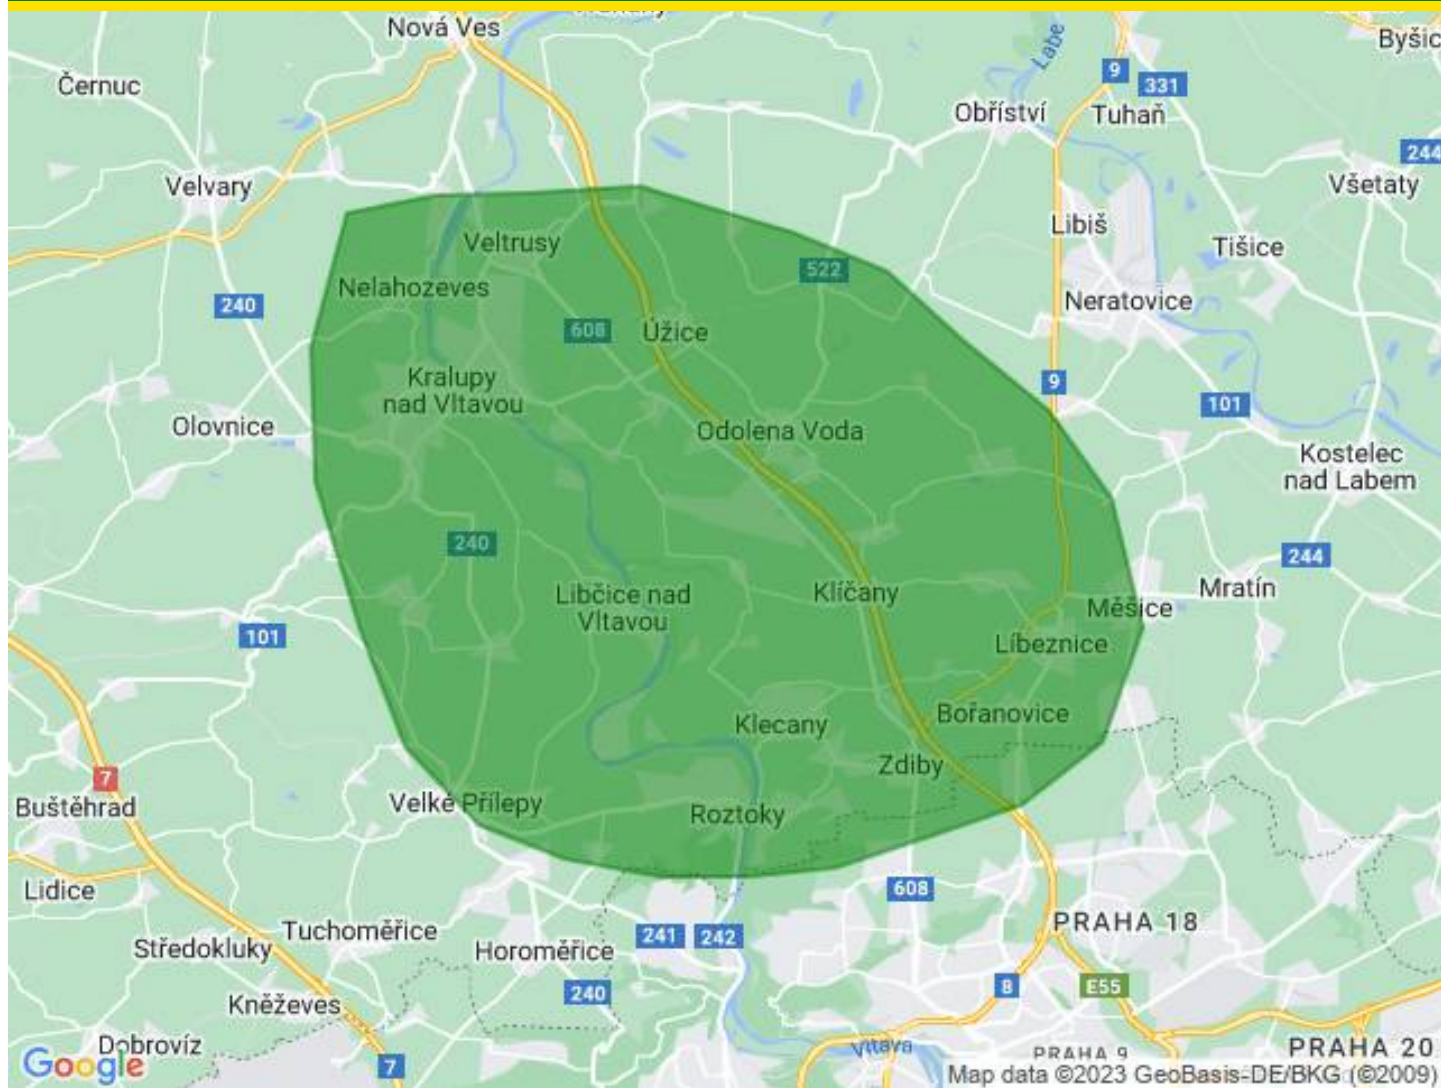 Nová Ves
Labe
Byšic
Černuc
9
331
Obříství
Tuhaň
244
Velvary
Všetaty
Libiš
Veltrusy
Tišice
522
Nelahozeves
240
Neratovice
608
Úžice
Kralupy
nad Vltavou
9
101
Olovnice
Odolena Voda
Kostelec
nad Labem
240
244
Libčice nad
Vltavou
Klíčany
Mratín
Měšice
101
Líbeznice
Bořanovice
Klecany
Zdiby
7
Buštěhrad
Velké Přílepy
Roztoky
Lidice
608
PRAHA 18
Tuchoměřice
241
242
Středokluky
Horoměřice
240
8
E55
Kněževes
Dobrovíz
Google
7
Vltava
PRAHA 9
PRAHA 20
Map data ©2023 GeoBasis-DE/BKG (©2009)